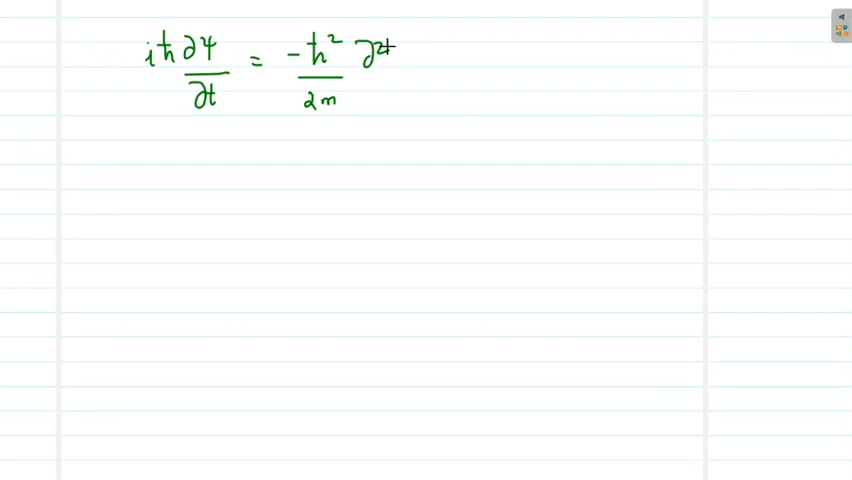 iħ ∂Ψ/∂t = -ħ²/2m ∂²